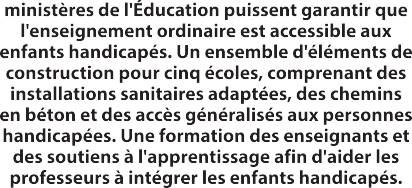 ministères de l'Éducation puissent garantir que
l'enseignement ordinaire est accessible aux
enfants handicapés. Un ensemble d'éléments de
construction pour cinq écoles, comprenant des
installations sanitaires adaptées, des chemins
en béton et des accès généralisés aux personnes
handicapées. Une formation des enseignants et
des soutiens à l'apprentissage afin d'aider les
professeurs à intégrer les enfants handicapés.